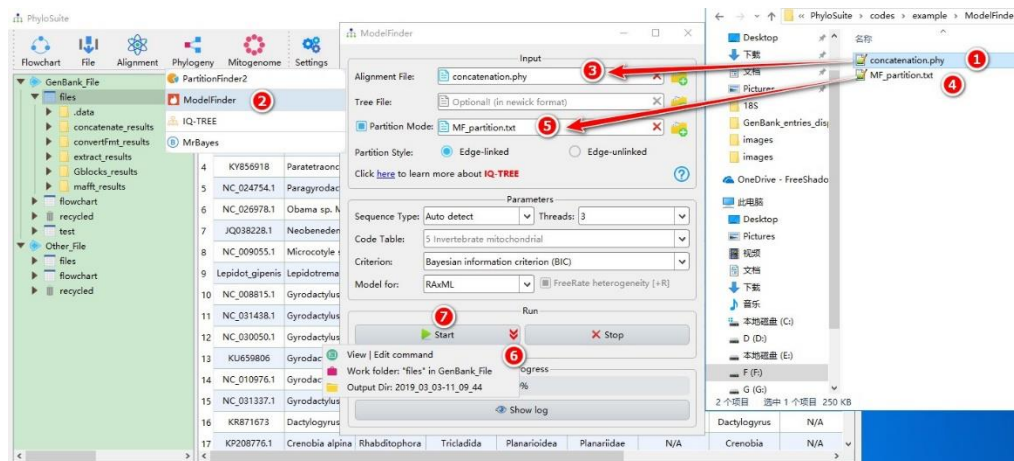 PhyloSuite
Flowchart File Alignment Phylogeny Mitogenome Settings
GenBank_File
files
.data
concatenate_results
convertFmt_results
extract_results
Gblocks_results
mafft_results
flowchart
recycled
test
Other_File
files
flowchart
recycled
PartitionFinder2
ModelFinder
2
IQ-TREE
MrBayes
4 KY856918 Paratetraonc
5 NC_024754.1 Paragyrodac
6 NC_026978.1 Obama sp. M
7 JQ038228.1 Neobeneden
8 NC_009055.1 Microcotyle
9 Lepidot_gipenis Lepidotrema
10 NC_008815.1 Gyrodactylus
11 NC_031438.1 Gyrodactylus
12 NC_030050.1 Gyrodactylus
13 KU659806 Gyrodac
14 NC_010976.1 Gyrodac
15 NC_031337.1 Gyrodactylus
16 KR871673 Dactylogyrus Dactylogyrus N/A
17 KP208776.1 Crenobia alpina Rhabditophora Tricladida Planarioidea Planariidae N/A Crenobia N/A
ModelFinder
Input
Alignment File: concatenation.phy
3
Tree File: Optional! (in newick format)
Partition Mode: MF_partition.txt
5
Partition Style: Edge-linked Edge-unlinked
Click here to learn more about IQ-TREE
Parameters
Sequence Type: Auto detect Threads: 3
Code Table: 5 Invertebrate mitochondrial
Criterion: Bayesian information criterion (BIC)
Model for: RAxML FreeRate heterogeneity [+R]
Run
7
Start Stop
6
View | Edit command
Work folder: "files" in GenBank_File
Output Dir: 2019_03_03-11_09_44
ogress
%
Show log
« PhyloSuite › codes › example › ModelFinde
Desktop
下载
文档
Pictures
18S
GenBank_entries_dis
images
images
OneDrive - FreeShado
此电脑
Desktop
Pictures
视频
文档
下载
音乐
本地磁盘 (C:)
D (D:)
本地磁盘 (E:)
F (F:)
G (G:)
名称
concatenation.phy
1
MF_partition.txt
4
2 个项目 选中 1 个项目 250 KB